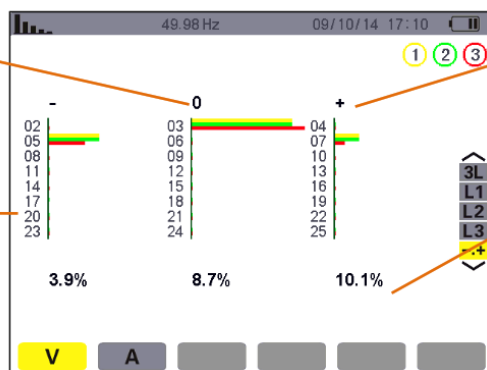 49.98 Hz 09/10/14 17:10
1 2 3
- 0 +
02 03 04
05 06 07
08 09 10
11 12 13
14 15 16
17 18 19
20 21 22
23 24 25
3L
L1
L2
L3
-.+
3.9% 8.7% 10.1%
V A